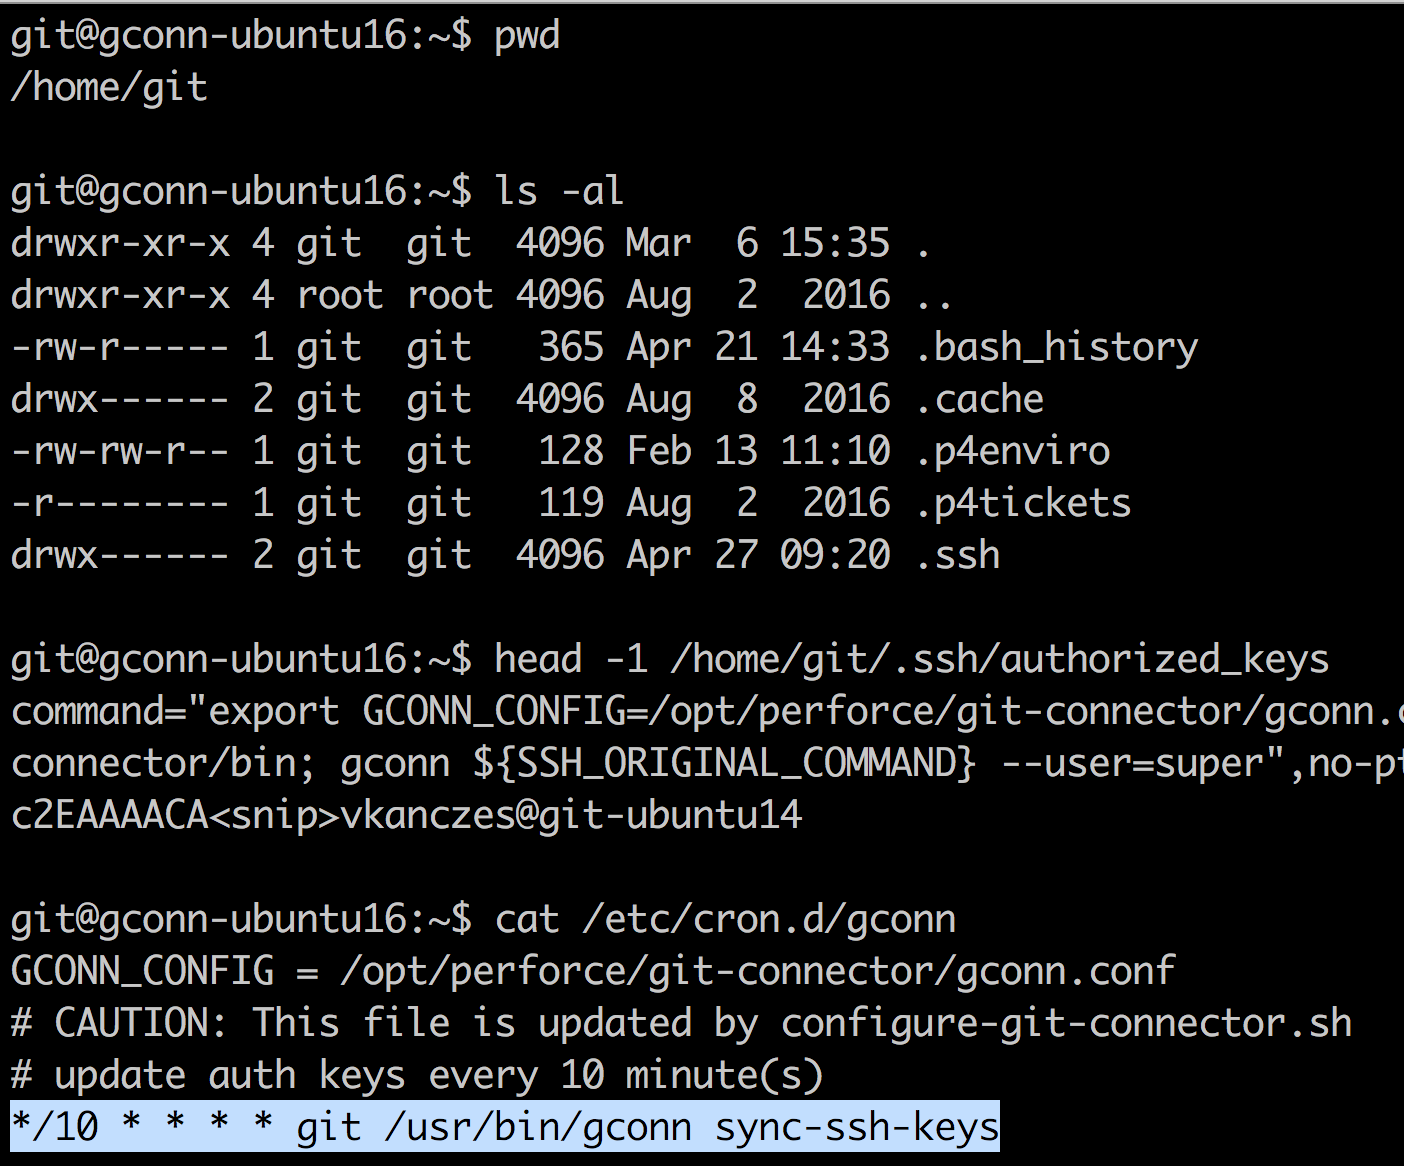 git@gconn-ubuntu16:~$ pwd
/home/git
git@gconn-ubuntu16:~$ ls -al
drwxr-xr-x 4 git  git  4096 Mar  6 15:35 .
drwxr-xr-x 4 root root 4096 Aug  2  2016 ..
-rw-r----- 1 git  git   365 Apr 21 14:33 .bash_history
drwx------ 2 git  git  4096 Aug  8  2016 .cache
-rw-rw-r-- 1 git  git   128 Feb 13 11:10 .p4enviro
-r-------- 1 git  git   119 Aug  2  2016 .p4tickets
drwx------ 2 git  git  4096 Apr 27 09:20 .ssh
git@gconn-ubuntu16:~$ head -1 /home/git/.ssh/authorized_keys
command="export GCONN_CONFIG=/opt/perforce/git-connector/gconn.c
connector/bin; gconn ${SSH_ORIGINAL_COMMAND} --user=super",no-pt
c2EAAAACA<snip>vkanczes@git-ubuntu14
git@gconn-ubuntu16:~$ cat /etc/cron.d/gconn
GCONN_CONFIG = /opt/perforce/git-connector/gconn.conf
# CAUTION: This file is updated by configure-git-connector.sh
# update auth keys every 10 minute(s)
*/10 * * * * git /usr/bin/gconn sync-ssh-keys